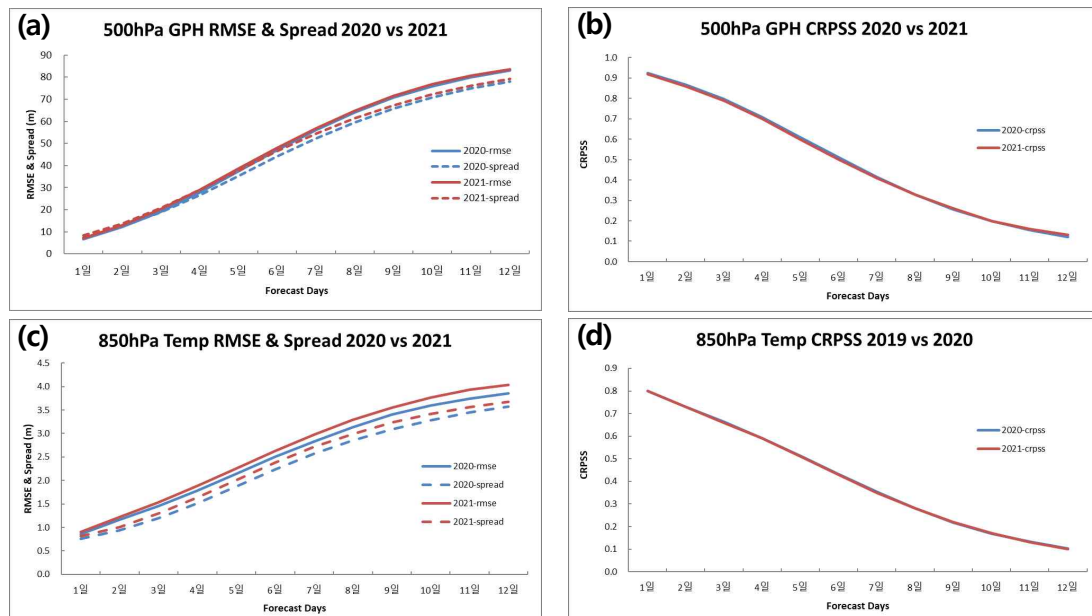 (a)
500hPa GPH RMSE & Spread 2020 vs 2021
RMSE & Spread (m)
90
80
70
60
50
40
30
20
10
0
2020-rmse
2020-spread
2021-rmse
2021-spread
1일 2일 3일 4일 5일 6일 7일 8일 9일 10일 11일 12일
Forecast Days
(b)
500hPa GPH CRPSS 2020 vs 2021
CRPSS
1.0
0.9
0.8
0.7
0.6
0.5
0.4
0.3
0.2
0.1
0.0
2020-crpss
2021-crpss
1일 2일 3일 4일 5일 6일 7일 8일 9일 10일 11일 12일
Forecast Days
(c)
850hPa Temp RMSE & Spread 2020 vs 2021
RMSE & Spread (m)
4.5
4.0
3.5
3.0
2.5
2.0
1.5
1.0
0.5
0.0
2020-rmse
2020-spread
2021-rmse
2021-spread
1일 2일 3일 4일 5일 6일 7일 8일 9일 10일 11일 12일
Forecast Days
(d)
850hPa Temp CRPSS 2019 vs 2020
CRPSS
0.9
0.8
0.7
0.6
0.5
0.4
0.3
0.2
0.1
0.0
2020-crpss
2021-crpss
1일 2일 3일 4일 5일 6일 7일 8일 9일 10일 11일 12일
Forecast Days